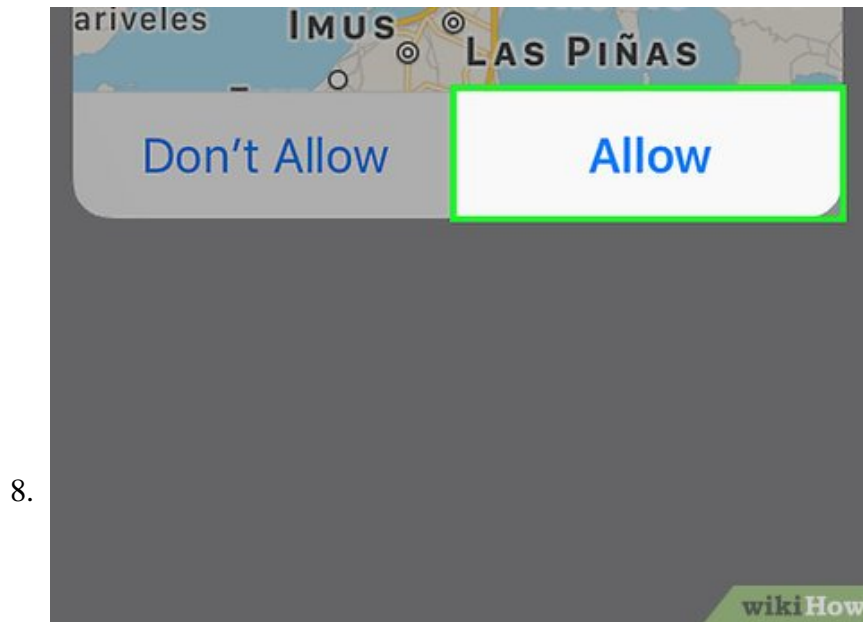 ariveles
IMUS
LAS PIÑAS
Don't Allow Allow
8.
wikiHow